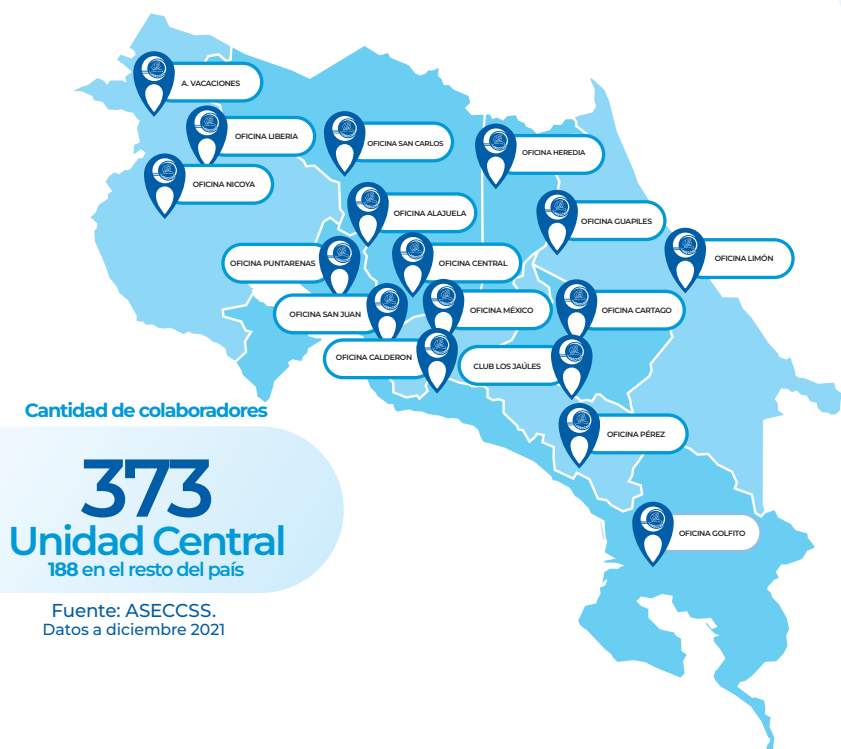 A. VACACIONES
OFICINA LIBERIA
OFICINA SAN CARLOS
OFICINA HEREDIA
OFICINA NICOYA
OFICINA ALAJUELA
OFICINA GUAPILES
OFICINA PUNTARENAS
OFICINA CENTRAL
OFICINA LIMÓN
OFICINA SAN JUAN
OFICINA MÉXICO
OFICINA CARTAGO
OFICINA CALDERON
CLUB LOS JAÚLES
Cantidad de colaboradores
OFICINA PÉREZ
373
Unidad Central
188 en el resto del país
OFICINA GOLFITO
Fuente: ASECCSS.
Datos a diciembre 2021